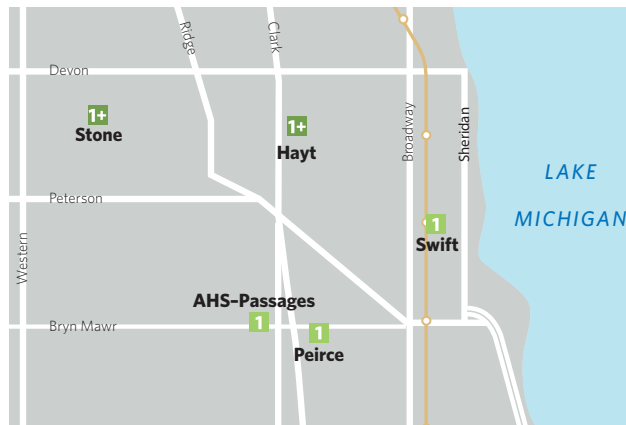 Ridge
Clark
Devon
1+
Stone
1+
Hayt
Broadway
Sheridan
LAKE
MICHIGAN
Peterson
Western
1
Swift
AHS–Passages
1
Bryn Mawr
1
Peirce